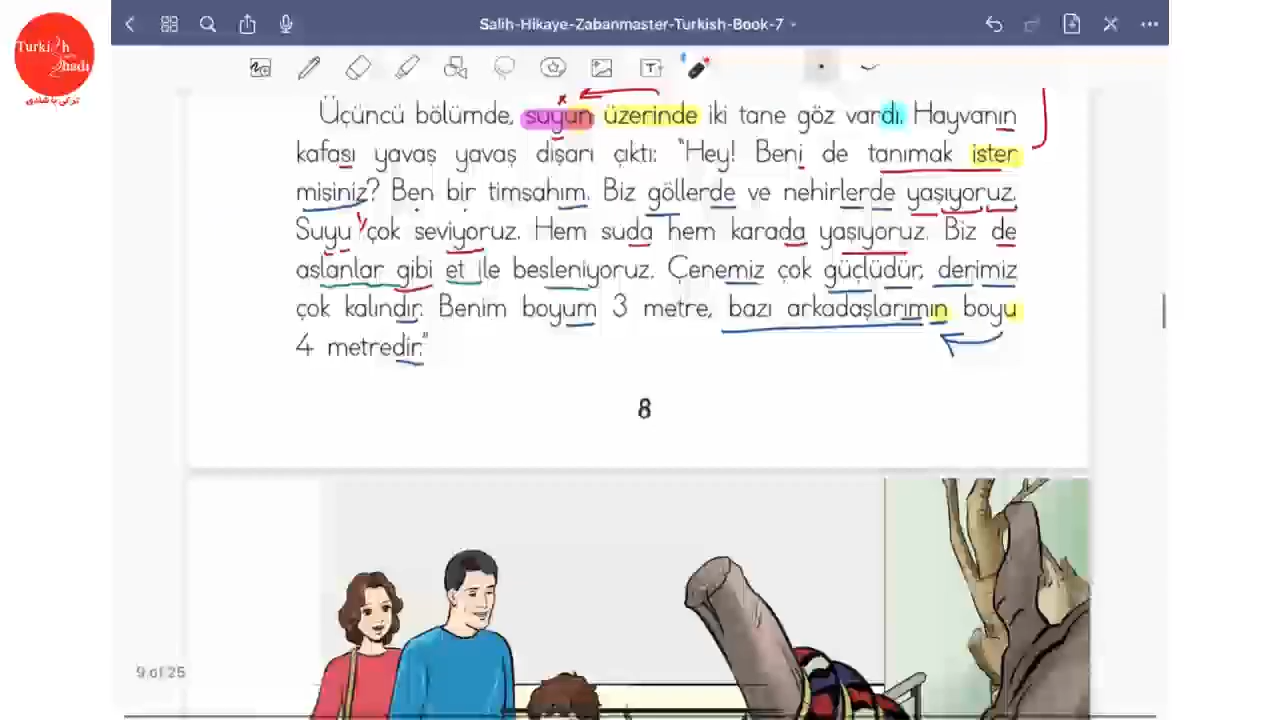 Turkish
Shadi
ترکی با شادی
Salih-Hikaye-Zabanmaster-Turkish-Book-7
Üçüncü bölümde, suyun üzerinde iki tane göz vardı. Hayvanın
kafası yavaş yavaş dışarı çıktı: “Hey! Beni de tanımak ister
misiniz? Ben bir timsahım. Biz göllerde ve nehirlerde yaşıyoruz.
Suyu çok seviyoruz. Hem suda hem karada yaşıyoruz. Biz de
aslanlar gibi et ile besleniyoruz. Çenemiz çok güçlüdür, derimiz
çok kalındır. Benim boyum 3 metre, bazı arkadaşlarımın boyu
4 metredir.”
8
9 of 25